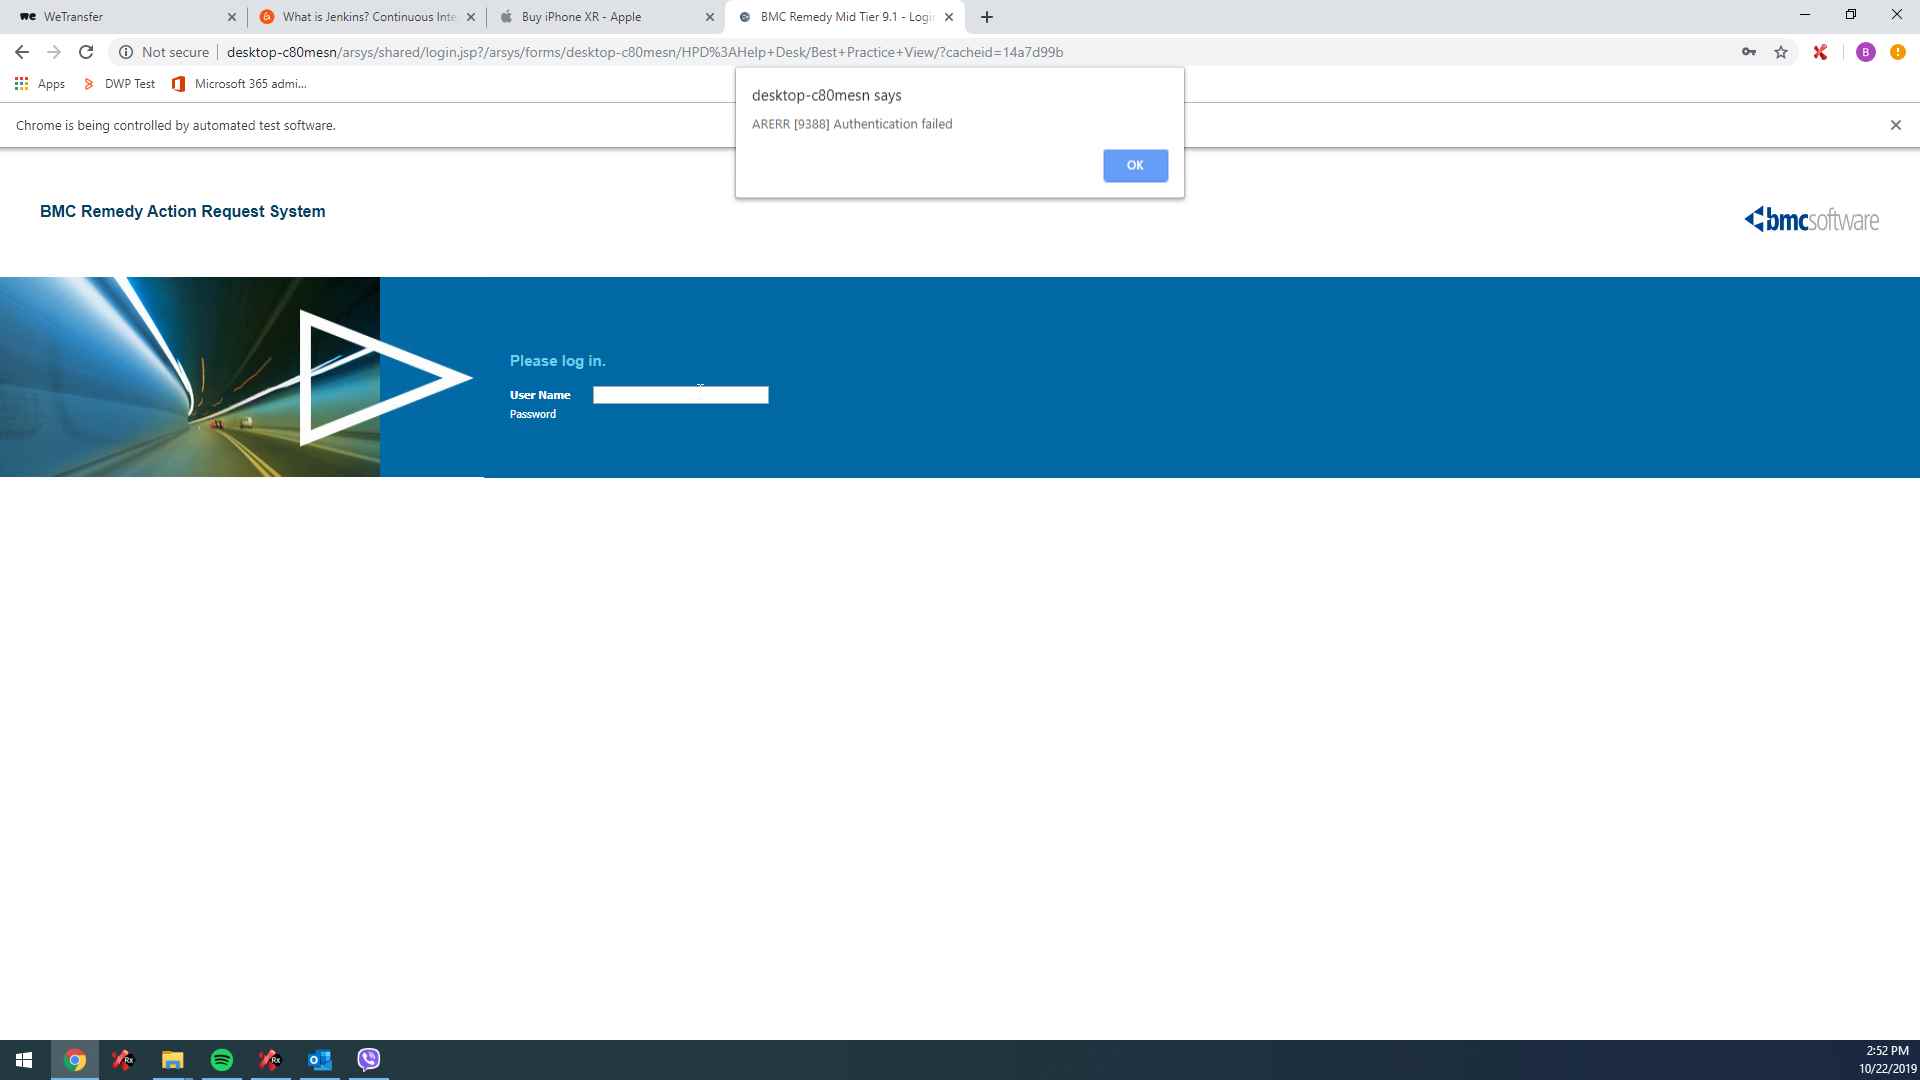 WeTransfer
What is Jenkins? Continuous Inte
Buy iPhone XR - Apple
BMC Remedy Mid Tier 9.1 - Logi
Not secure
desktop-c80mesn/arsys/shared/login.jsp?/arsys/forms/desktop-c80mesn/HPD%3AHelp+Desk/Best+Practice+View/?cacheid=14a7d99b
B
Apps
DWP Test
Microsoft 365 admi...
desktop-c80mesn says
ARERR [9388] Authentication failed
OK
Chrome is being controlled by automated test software.
BMC Remedy Action Request System
bmcsoftware
Please log in.
User Name
Password
2:52 PM
10/22/2019